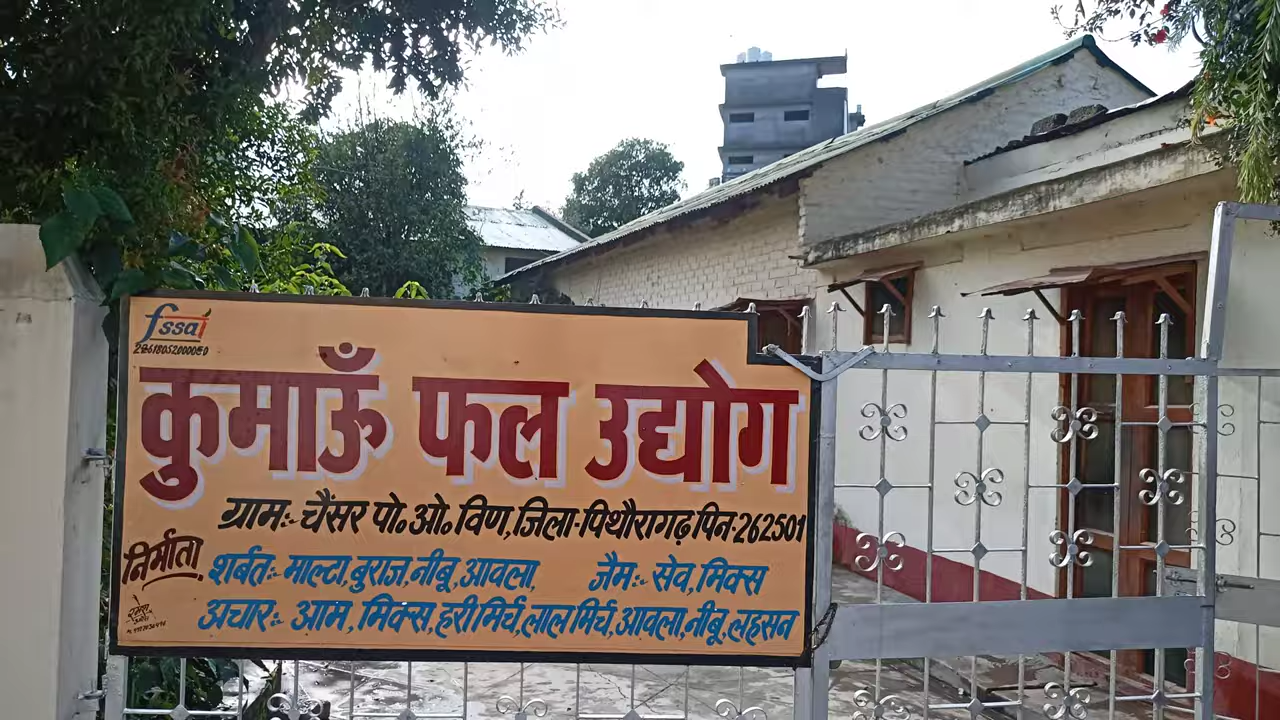 fssai
कुमाऊँ फल उद्योग
ग्रामः- चैंसर पो॰ ओ॰ विण, जिला-पिथौरागढ़ पिन-262501
निर्माता
शर्बतः- माल्टा, बुराज, नीबू, आवला, जैमः- सेव, मिक्स
अचारः- आम, मिक्स, हरी मिर्च, लाल मिर्च, आवला, नीबू, लहसन